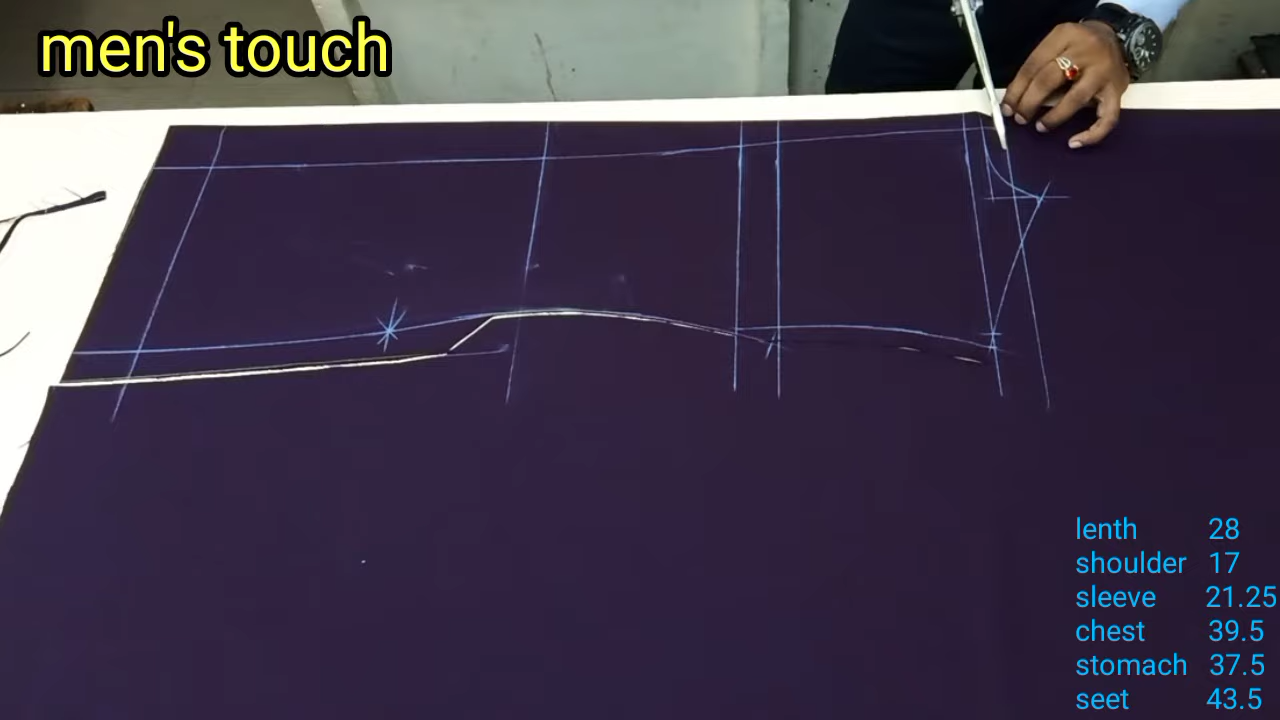 men's touch
lenth 28
shoulder 17
sleeve 21.25
chest 39.5
stomach 37.5
seet 43.5